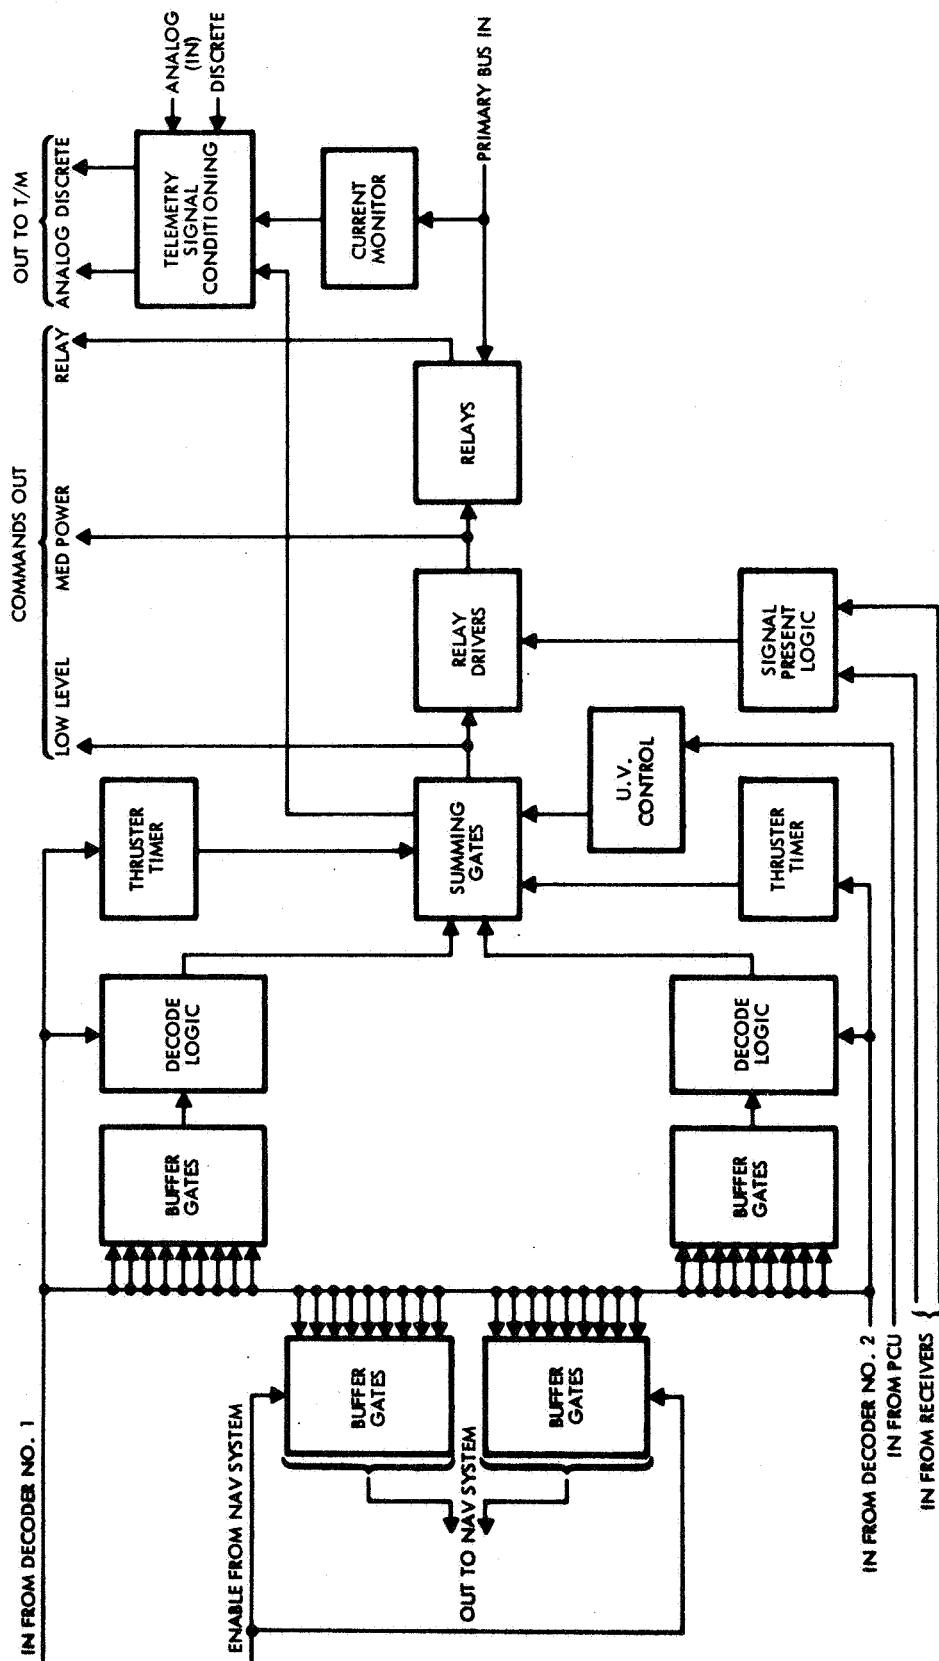 IN FROM DECODER NO. 1
ENABLE FROM NAV SYSTEM
BUFFER
GATES
OUT TO NAV SYSTEM
BUFFER
GATES
IN FROM DECODER NO. 2
IN FROM PCU
IN FROM RECEIVERS
BUFFER
GATES
BUFFER
GATES
DECODE
LOGIC
DECODE
LOGIC
THRUSTER
TIMER
SUMMING
GATES
U.V.
CONTROL
THRUSTER
TIMER
COMMANDS OUT
LOW LEVEL
MED POWER
RELAY
RELAY
DRIVERS
SIGNAL
PRESENT
LOGIC
RELAYS
OUT TO T/M
ANALOG DISCRETE
TELEMETRY
SIGNAL
CONDITIONING
CURRENT
MONITOR
ANALOG
(IN)
DISCRETE
PRIMARY BUS IN